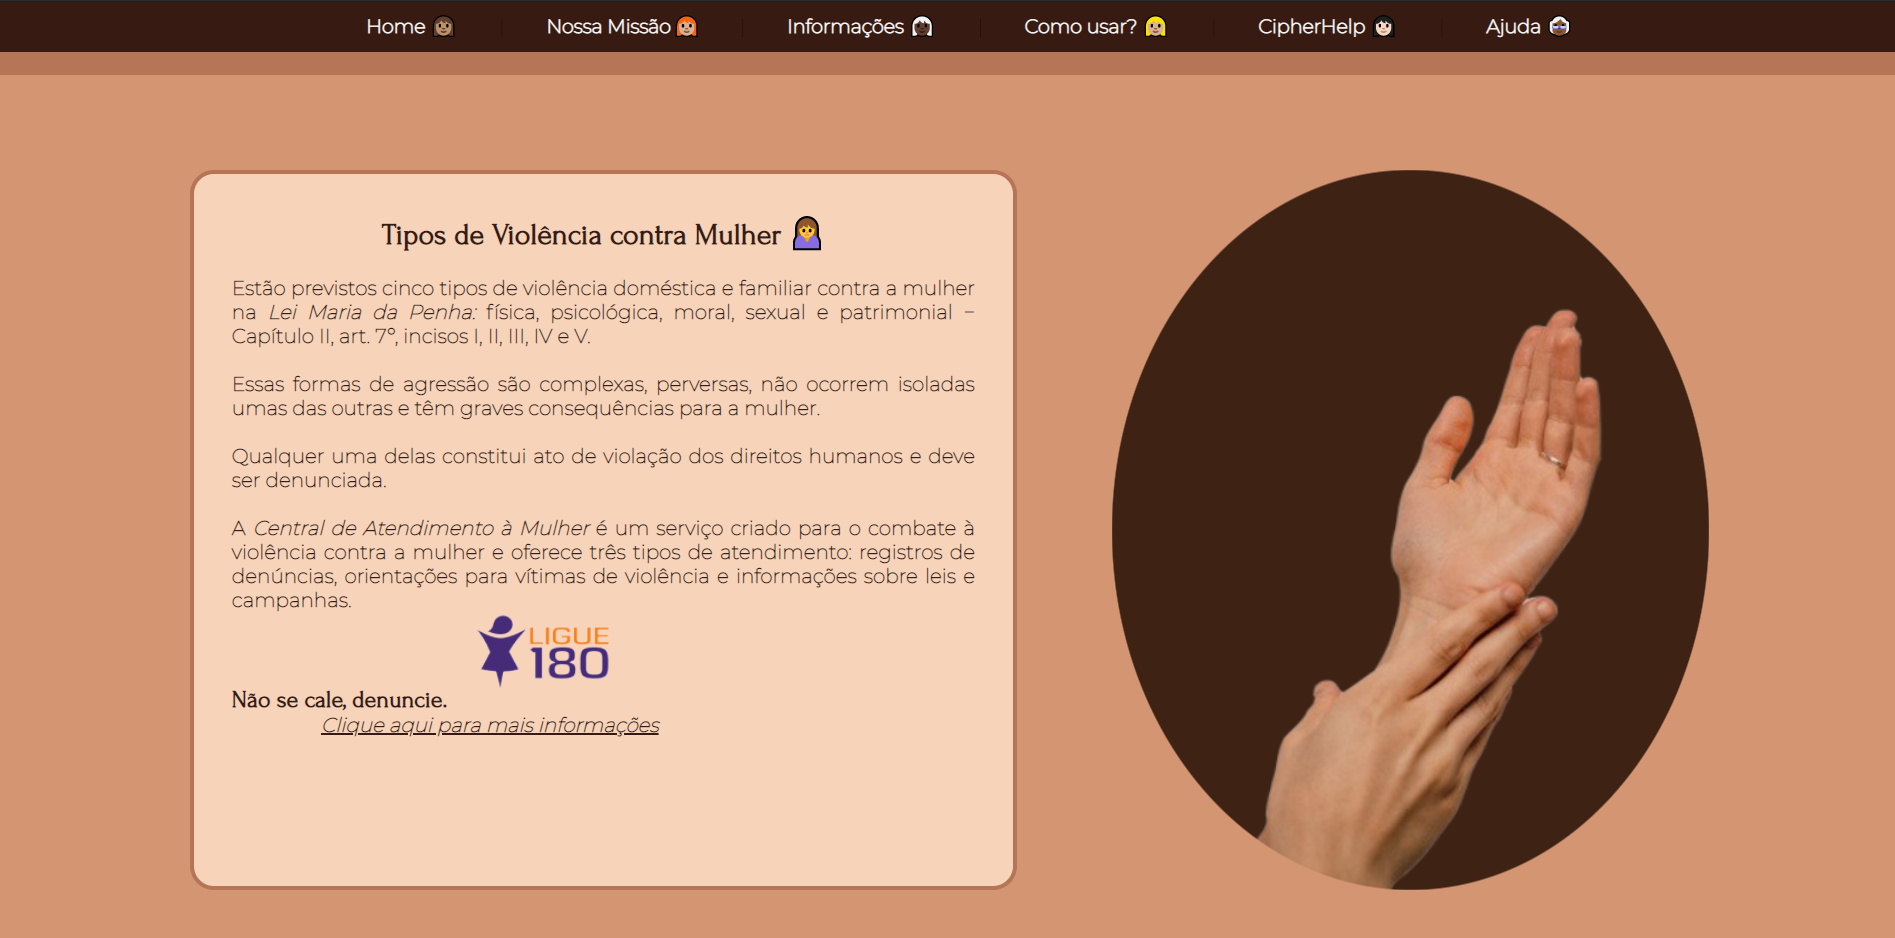 Home Nossa Missão Informações Como usar? CipherHelp Ajuda
Tipos de Violência contra Mulher
Estão previstos cinco tipos de violência doméstica e familiar contra a mulher
na Lei Maria da Penha: física, psicológica, moral, sexual e patrimonial –
Capítulo II, art. 7º, incisos I, II, III, IV e V.
Essas formas de agressão são complexas, perversas, não ocorrem isoladas
umas das outras e têm graves consequências para a mulher.
Qualquer uma delas constitui ato de violação dos direitos humanos e deve
ser denunciada.
A Central de Atendimento à Mulher é um serviço criado para o combate à
violência contra a mulher e oferece três tipos de atendimento: registros de
denúncias, orientações para vítimas de violência e informações sobre leis e
campanhas.
LIGUE
180
Não se cale, denuncie.
Clique aqui para mais informações